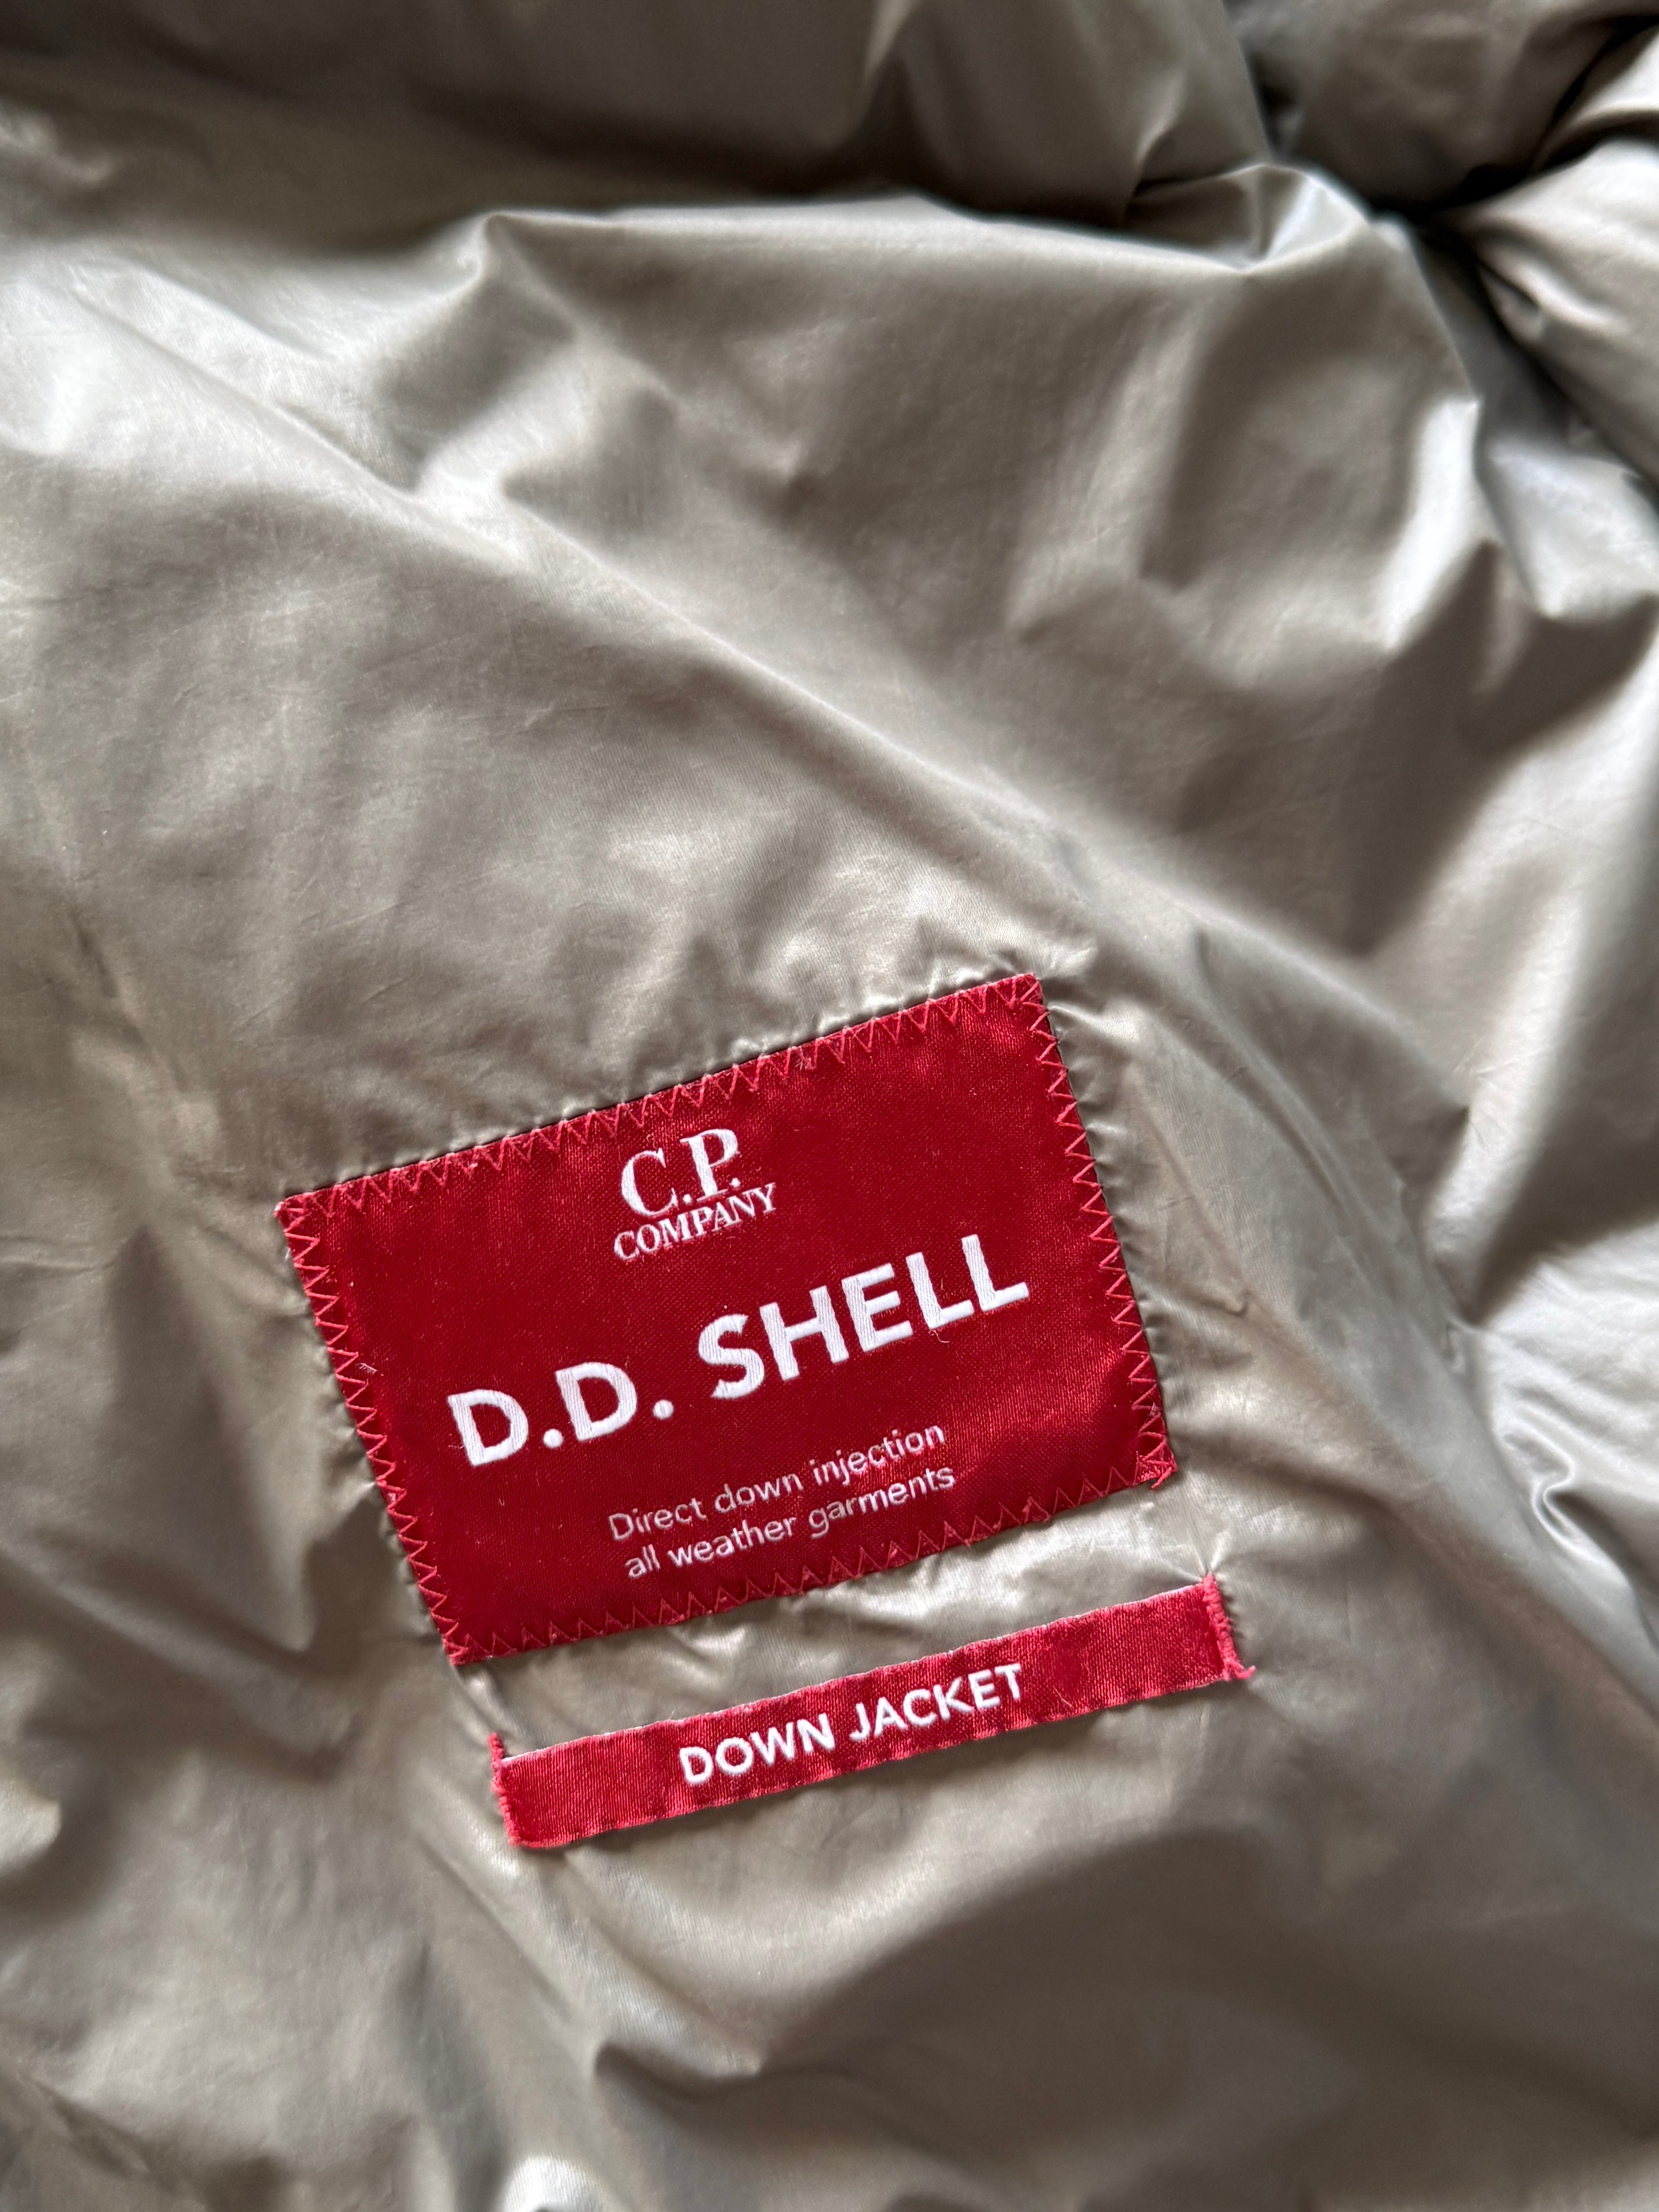 C.P.
COMPANY
D.D. SHELL
Direct down injection
all weather garments
DOWN JACKET